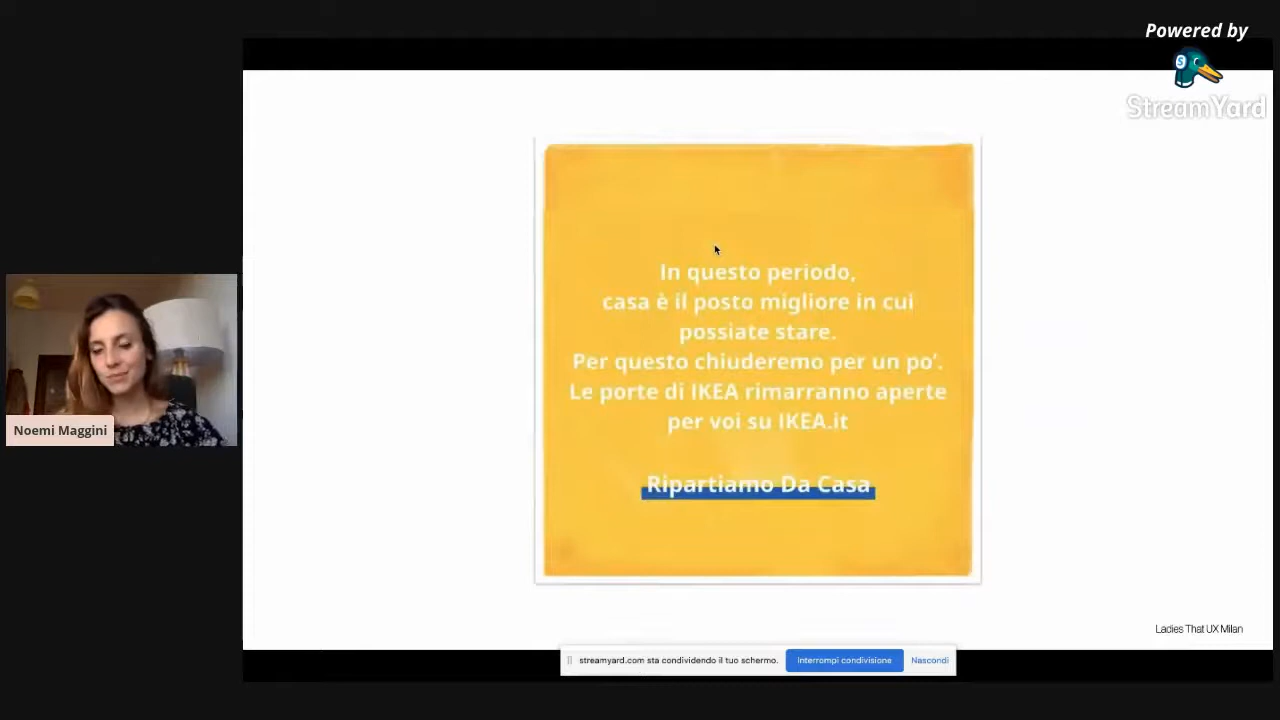 Powered by
StreamYard
In questo periodo,
casa è il posto migliore in cui
possiate stare.
Per questo chiuderemo per un po’.
Le porte di IKEA rimarranno aperte
per voi su IKEA.it
Ripartiamo Da Casa
Noemi Maggini
Ladies That UX Milan
streamyard.com sta condividendo il tuo schermo.
Interrompi condivisione
Nascondi